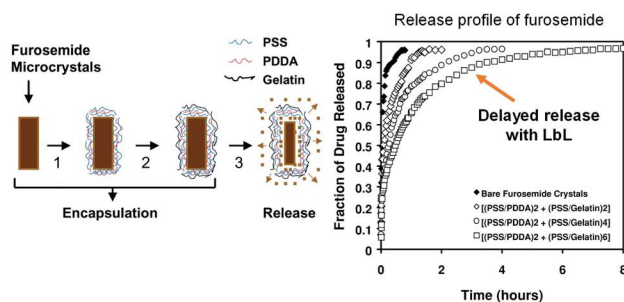 Furosemide
Microcrystals
PSS
PDDA
Gelatin
1
2
3
Encapsulation
Release
Release profile of furosemide
Fraction of Drug Released
1
0.9
0.8
0.7
0.6
0.5
0.4
0.3
0.2
0.1
0
Delayed release
with LbL
Bare Furosemide Crystals
[(PSS/PDDA)2 + (PSS/Gelatin)2]
[(PSS/PDDA)2 + (PSS/Gelatin)4]
[(PSS/PDDA)2 + (PSS/Gelatin)6]
0 2 4 6 8
Time (hours)